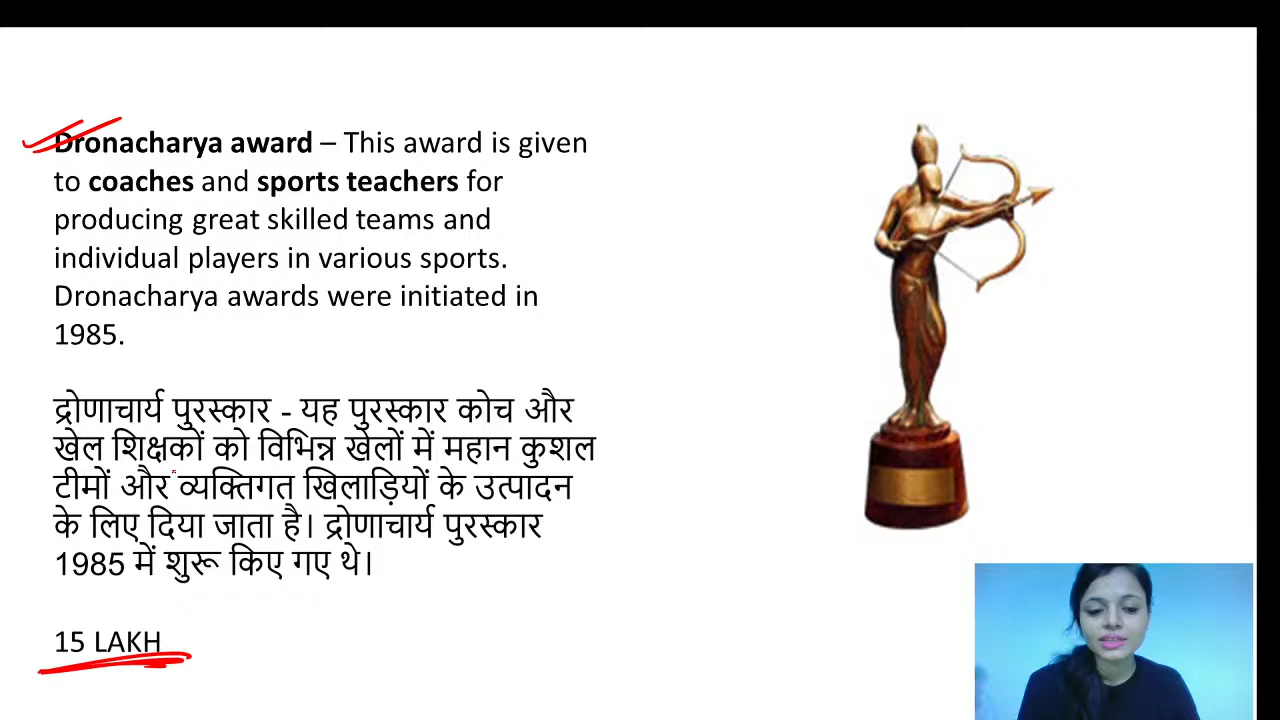 Dronacharya award – This award is given
to coaches and sports teachers for
producing great skilled teams and
individual players in various sports.
Dronacharya awards were initiated in
1985.
द्रोणाचार्य पुरस्कार - यह पुरस्कार कोच और
खेल शिक्षकों को विभिन्न खेलों में महान कुशल
टीमों और व्यक्तिगत खिलाड़ियों के उत्पादन
के लिए दिया जाता है। द्रोणाचार्य पुरस्कार
1985 में शुरू किए गए थे।
15 LAKH